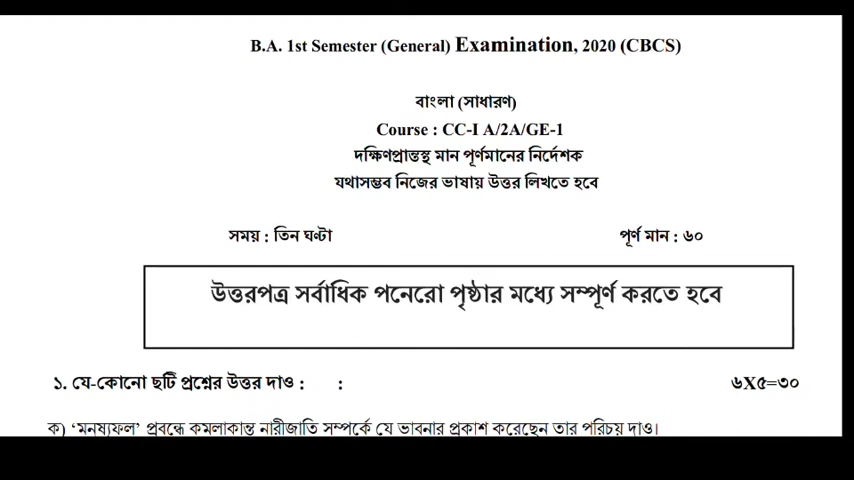 B.A. 1st Semester (General) Examination, 2020 (CBCS)
বাংলা (সাধারণ)
Course : CC-I A/2A/GE-1
দক্ষিণপ্রান্তস্থ মান পূর্ণমানের নির্দেশক
যথাসম্ভব নিজের ভাষায় উত্তর লিখতে হবে
সময় : তিন ঘণ্টা পূর্ণ মান : ৬০
উত্তরপত্র সর্বাধিক পনেরো পৃষ্ঠার মধ্যে সম্পূর্ণ করতে হবে
১. যে-কোনো ছটি প্রশ্নের উত্তর দাও : : ৬X৫=৩০
ক) ‘মনুষ্যফল’ প্রবন্ধে কমলাকান্ত নারীজাতি সম্পর্কে যে ভাবনার প্রকাশ করেছেন তার পরিচয় দাও।